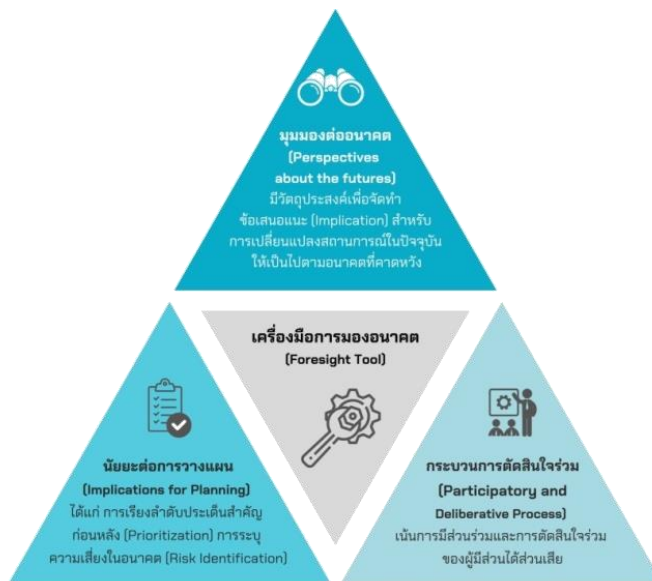 มุมมองต่ออนาคต
(Perspectives
about the futures)
มีวัตถุประสงค์เพื่อจัดทำ
ข้อเสนอแนะ (Implication) สำหรับ
การเปลี่ยนแปลงสถานการณ์ในปัจจุบัน
ให้เป็นไปตามอนาคตที่คาดหวัง
เครื่องมือการมองอนาคต
(Foresight Tool)
นัยยะต่อการวางแผน
(Implications for Planning)
ได้แก่ การเรียงลำดับประเด็นสำคัญ
ก่อนหลัง (Prioritization) การระบุ
ความเสี่ยงในอนาคต (Risk Identification)
กระบวนการตัดสินใจร่วม
(Participatory and
Deliberative Process)
เน้นการมีส่วนร่วมและการตัดสินใจร่วม
ของผู้มีส่วนได้ส่วนเสีย